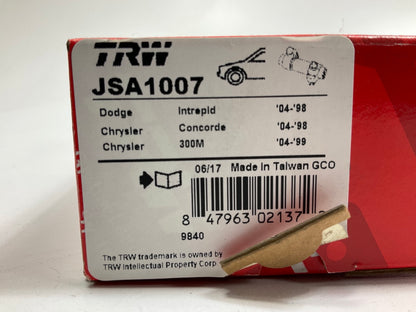 TRW
JSA1007
Dodge Intrepid '04-'98
Chrysler Concorde '04-'98
Chrysler 300M '04-'99
06/17 Made In Taiwan GCO
8 47963 02137
9840
The TRW trademark is owned by
TRW Intellectual Property Corp